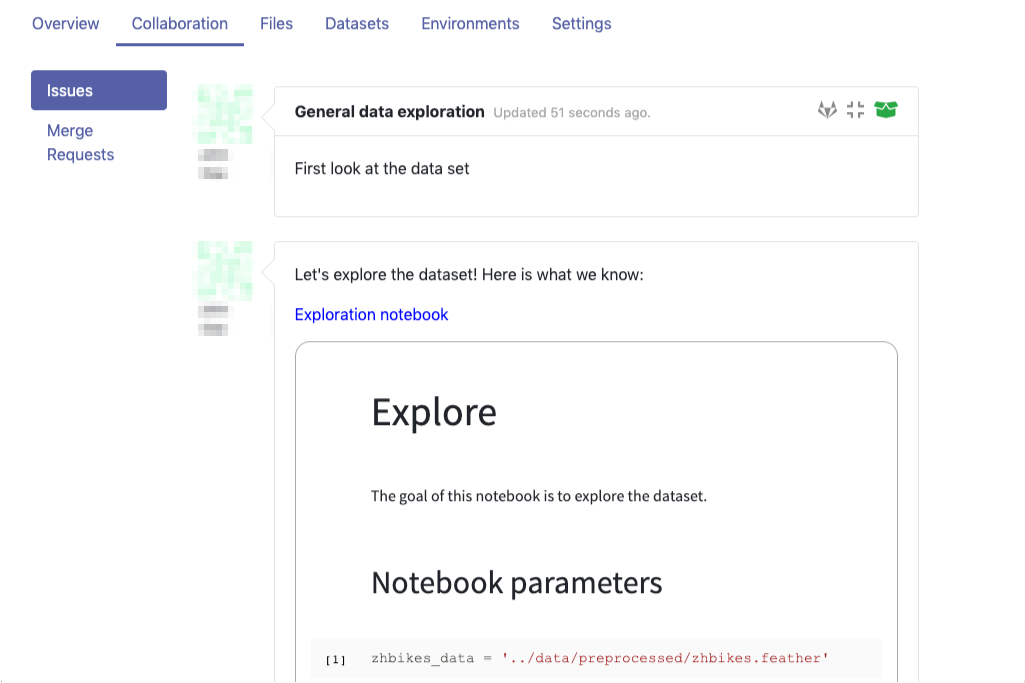 Overview Collaboration Files Datasets Environments Settings
Issues
Merge
Requests
General data exploration Updated 51 seconds ago.
First look at the data set
Let's explore the dataset! Here is what we know:
Exploration notebook
Explore
The goal of this notebook is to explore the dataset.
Notebook parameters
[1] zhbikes_data = '../data/preprocessed/zhbikes.feather'